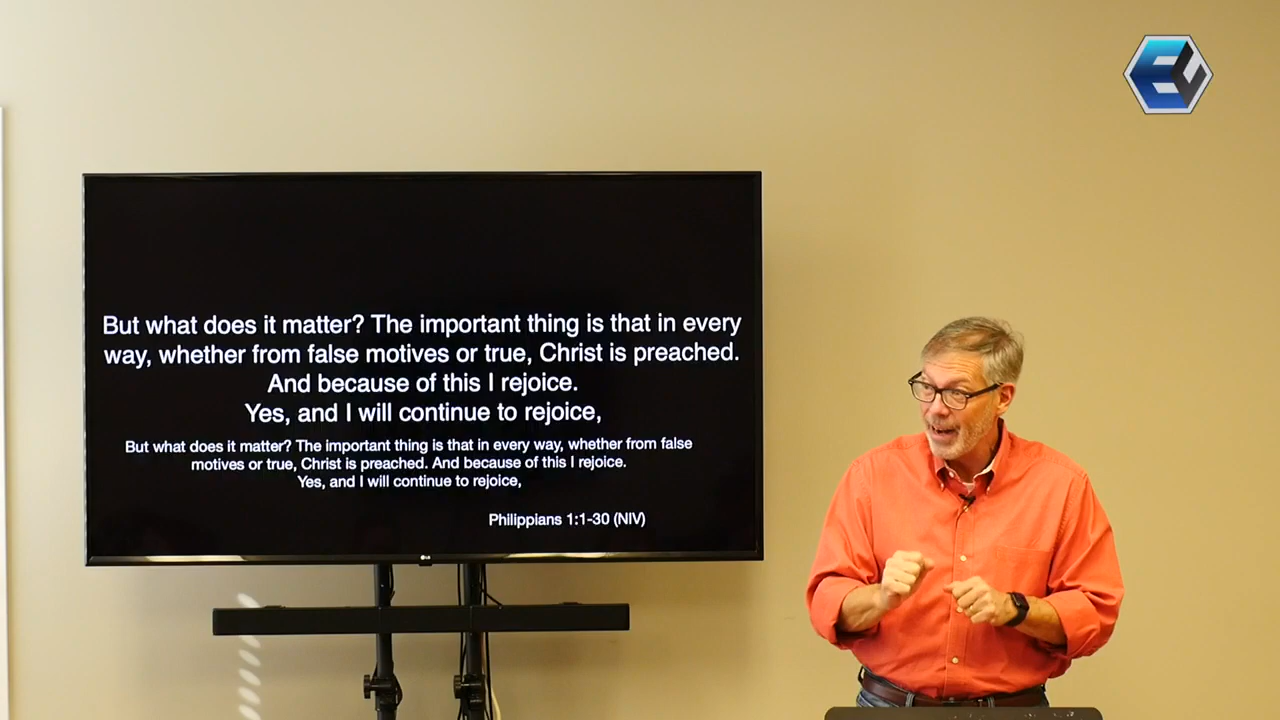 But what does it matter? The important thing is that in every
way, whether from false motives or true, Christ is preached.
And because of this I rejoice.
Yes, and I will continue to rejoice,
But what does it matter? The important thing is that in every way, whether from false
motives or true, Christ is preached. And because of this I rejoice.
Yes, and I will continue to rejoice,
Philippians 1:1-30 (NIV)